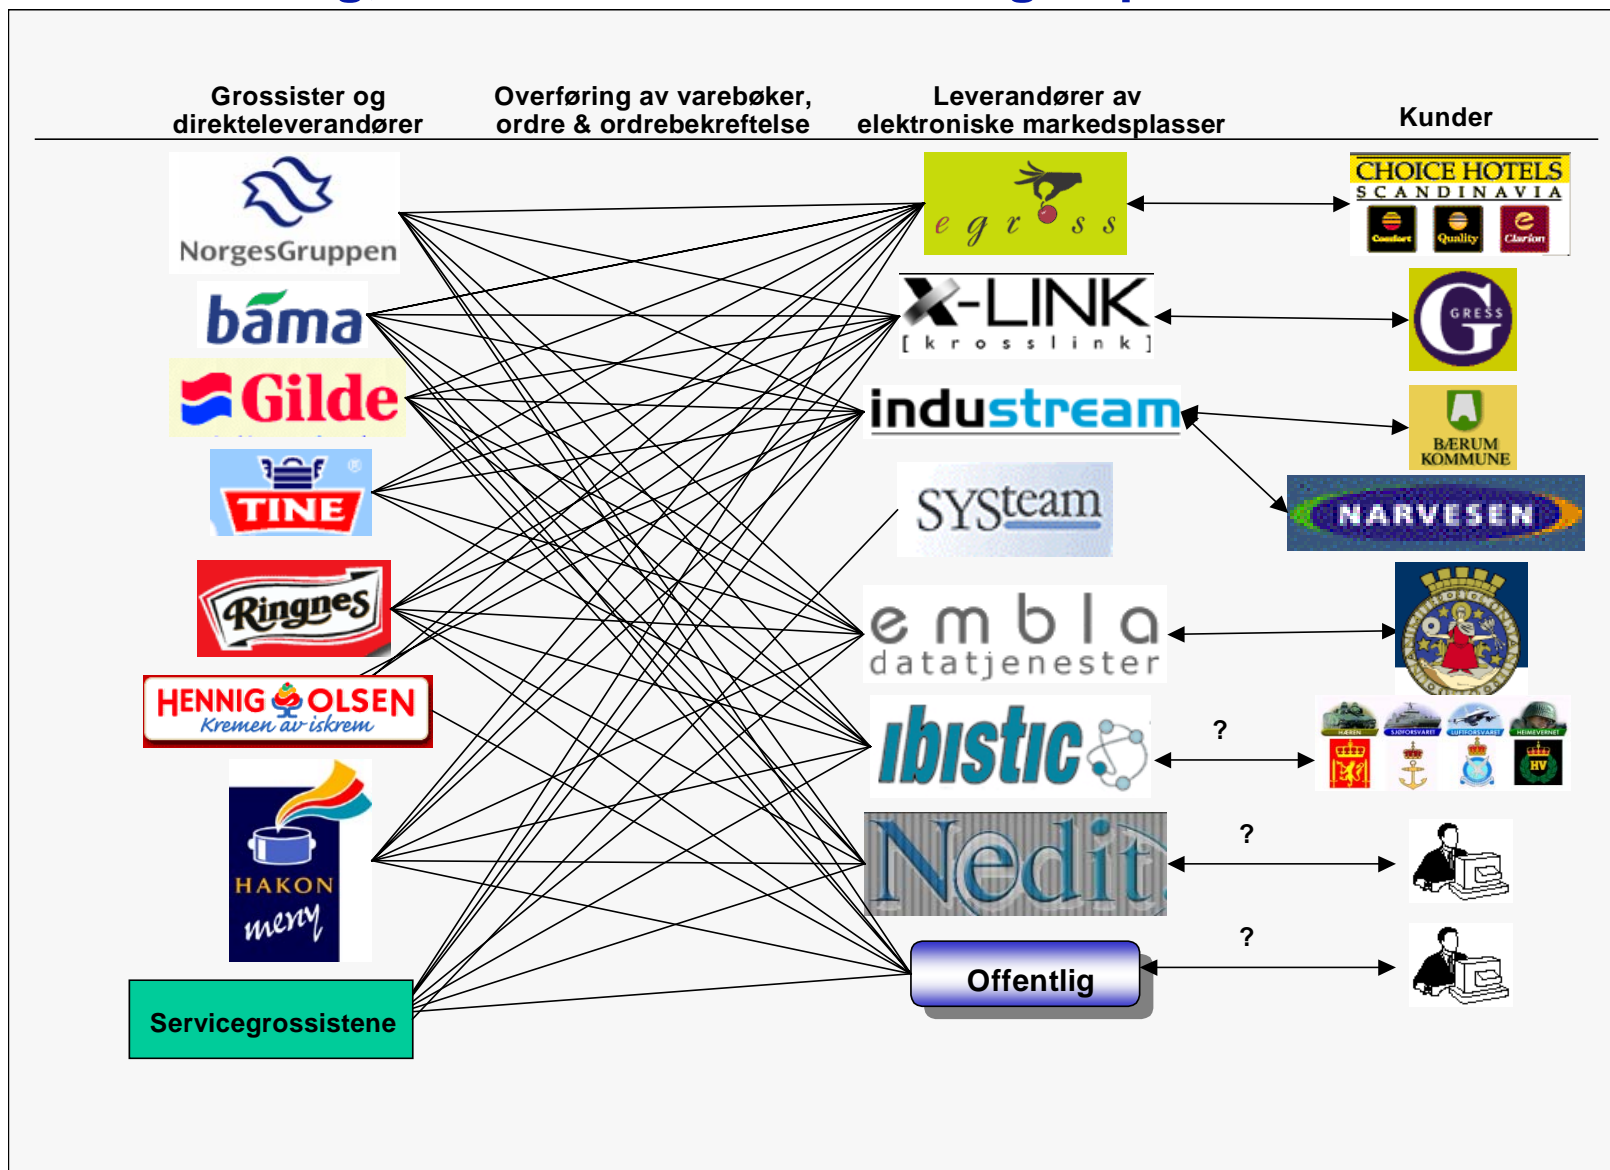 Grossister og
direkteleverandører
Overføring av varebøker,
ordre & ordrebekreftelse
Leverandører av
elektroniske markedsplasser
Kunder
NorgesGruppen
bama
Gilde
TINE ®
Ringnes
HENNIG OLSEN
Kremen av iskrem
HAKON
meny
Servicegrossistene
egross
X-LINK
[krosslink]
industream
SYSteam
embla
datatjenester
ibistic
Nedit
Offentlig
CHOICE HOTELS
SCANDINAVIA
Comfort Quality Clarion
G
GRESS
BÆRUM
KOMMUNE
NARVESEN
HÆREN SJØFORSVARET LUFTFORSVARET HEIMEVERNET
HV
?
?
?